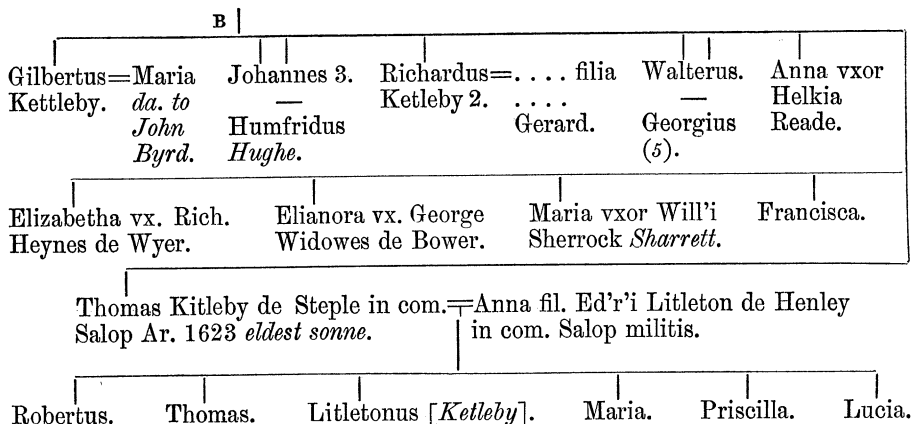 B
Gilbertus=Maria Johannes 3. Richardus=. . . . filia Walterus. Anna vxor
Kettleby. da. to — Ketleby 2. . . . . — Helkia
John Humfridus Gerard. Georgius Reade.
Byrd. Hughe. (5).
Elizabetha vx. Rich. Elianora vx. George Maria vxor Will'i Francisca.
Heynes de Wyer. Widowes de Bower. Sherrock Sharrett.
Thomas Kitleby de Steple in com.=Anna fil. Ed'r'i Litleton de Henley
Salop Ar. 1623 eldest sonne. in com. Salop militis.
Robertus. Thomas. Litletonus [Ketleby]. Maria. Priscilla. Lucia.